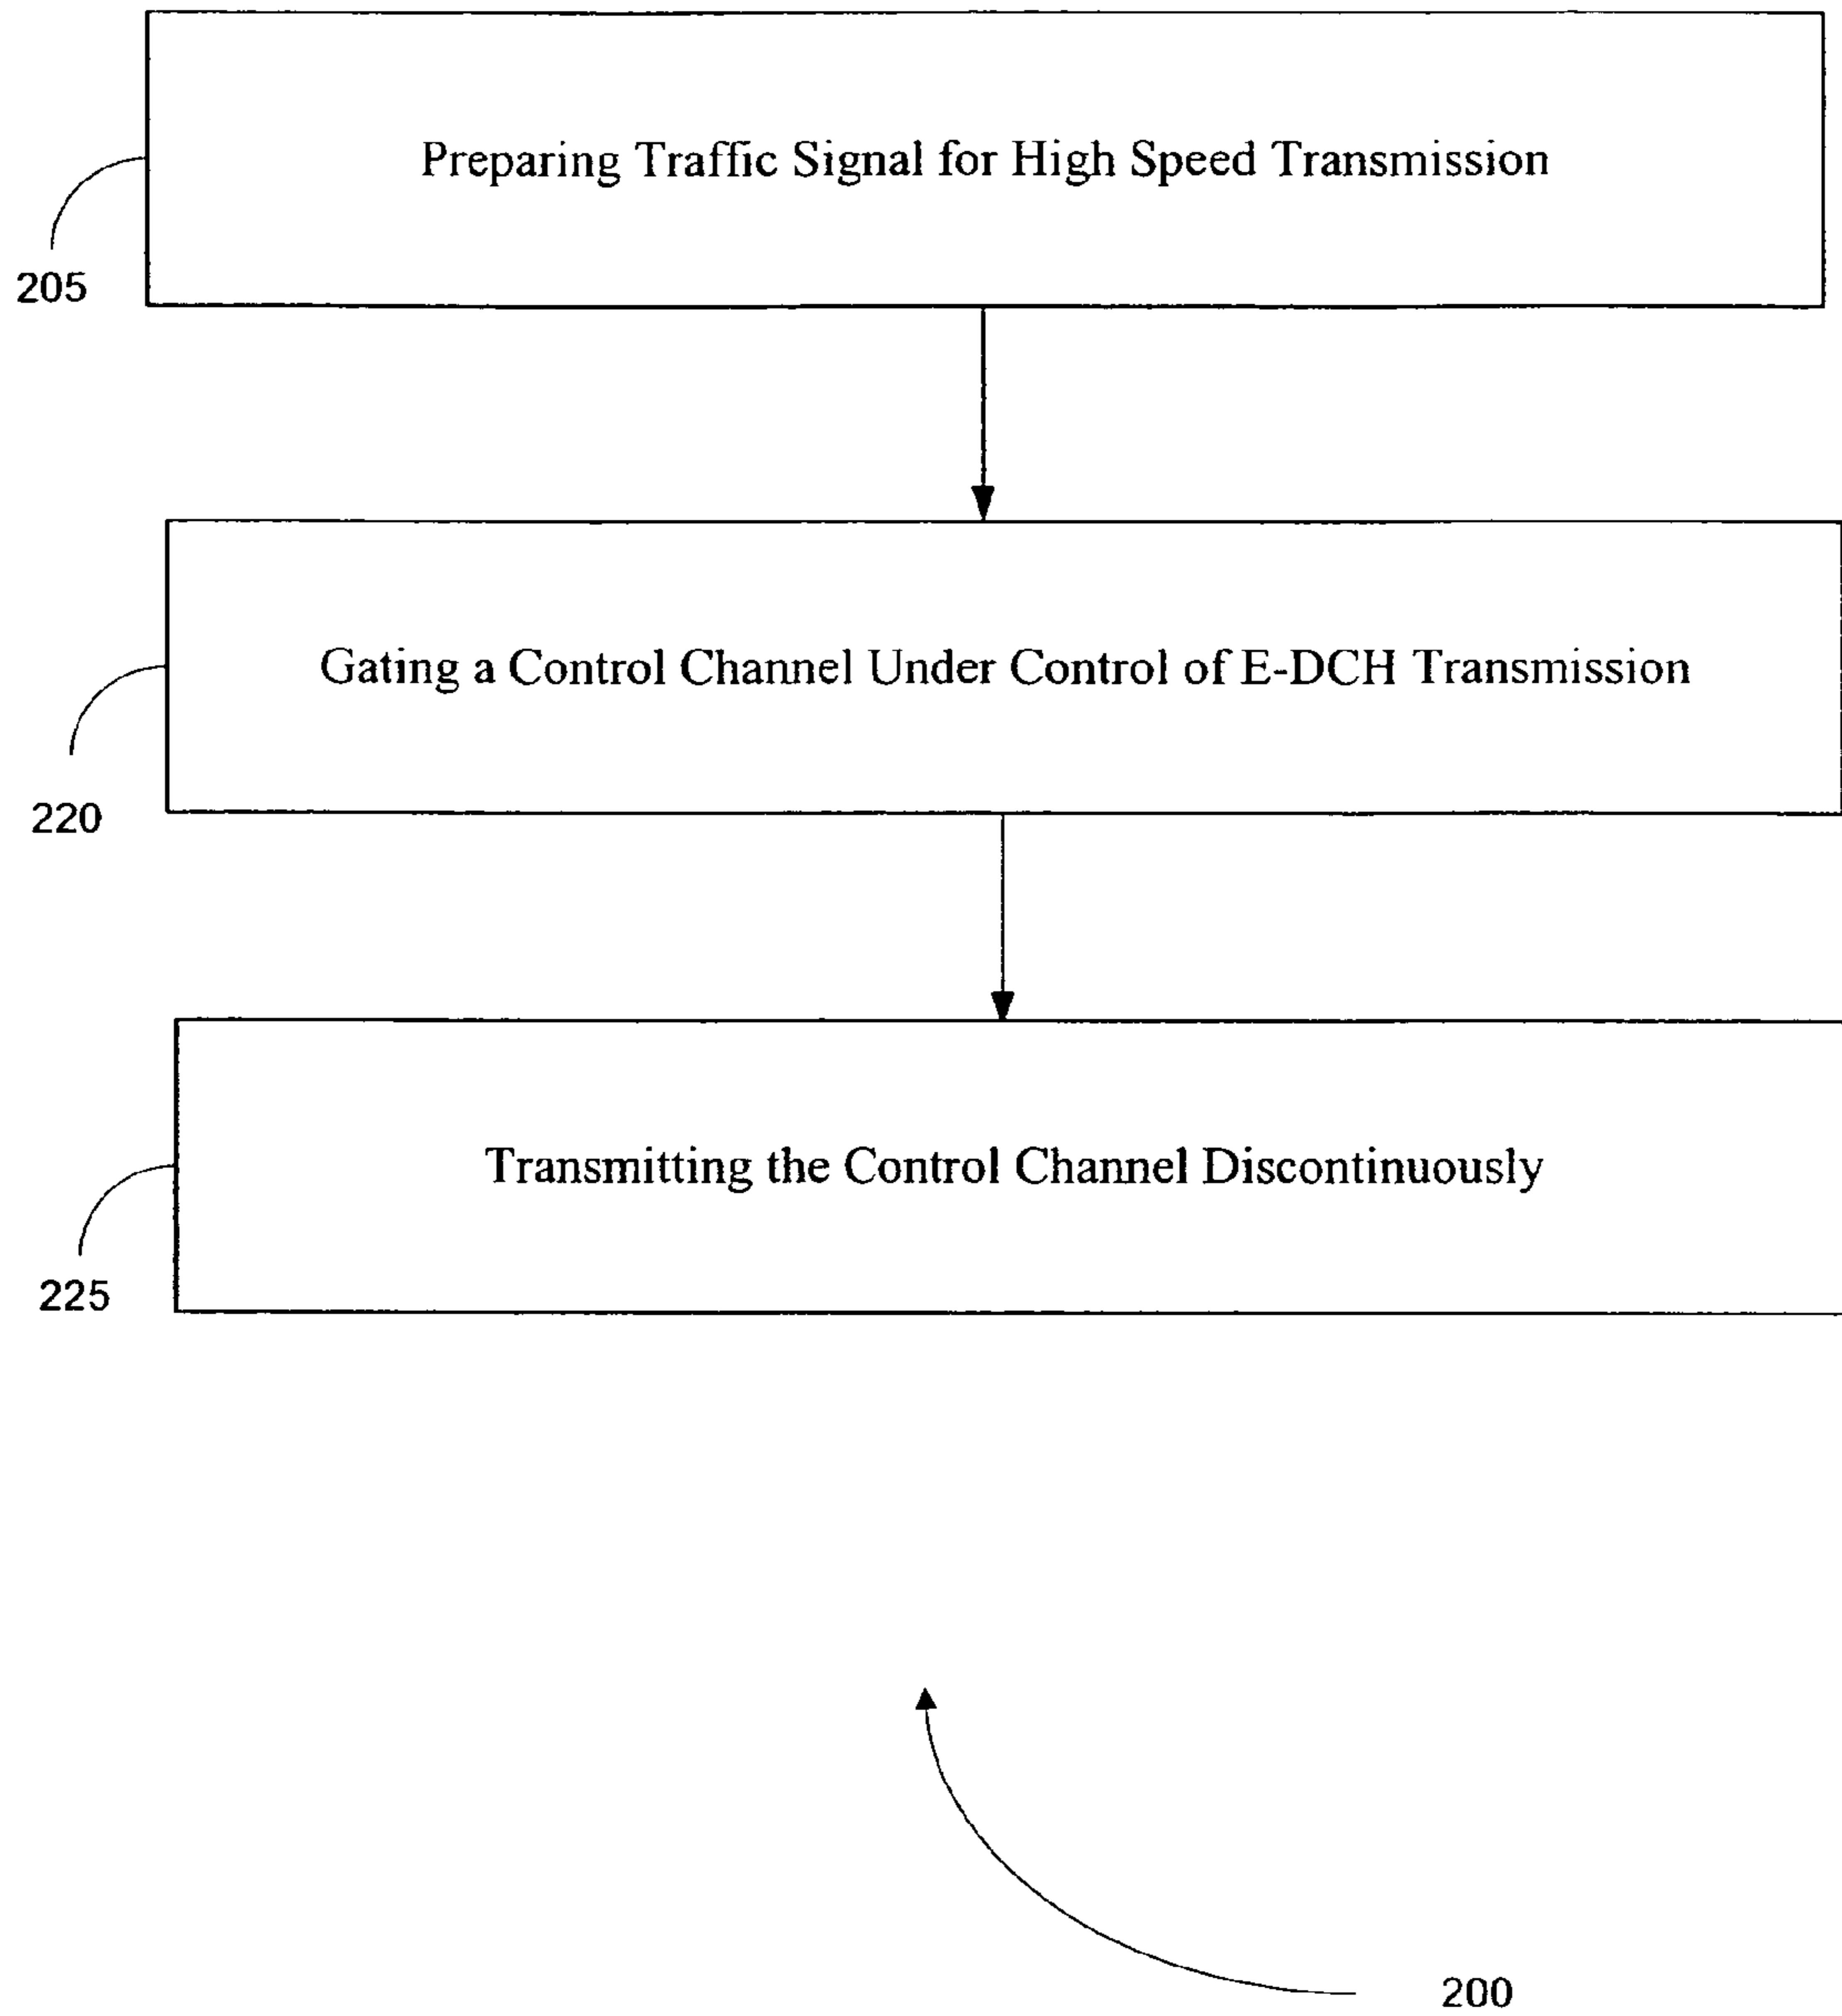 Preparing Traffic Signal for High Speed Transmission
205
Gating a Control Channel Under Control of E-DCH Transmission
220
Transmitting the Control Channel Discontinuously
225
200